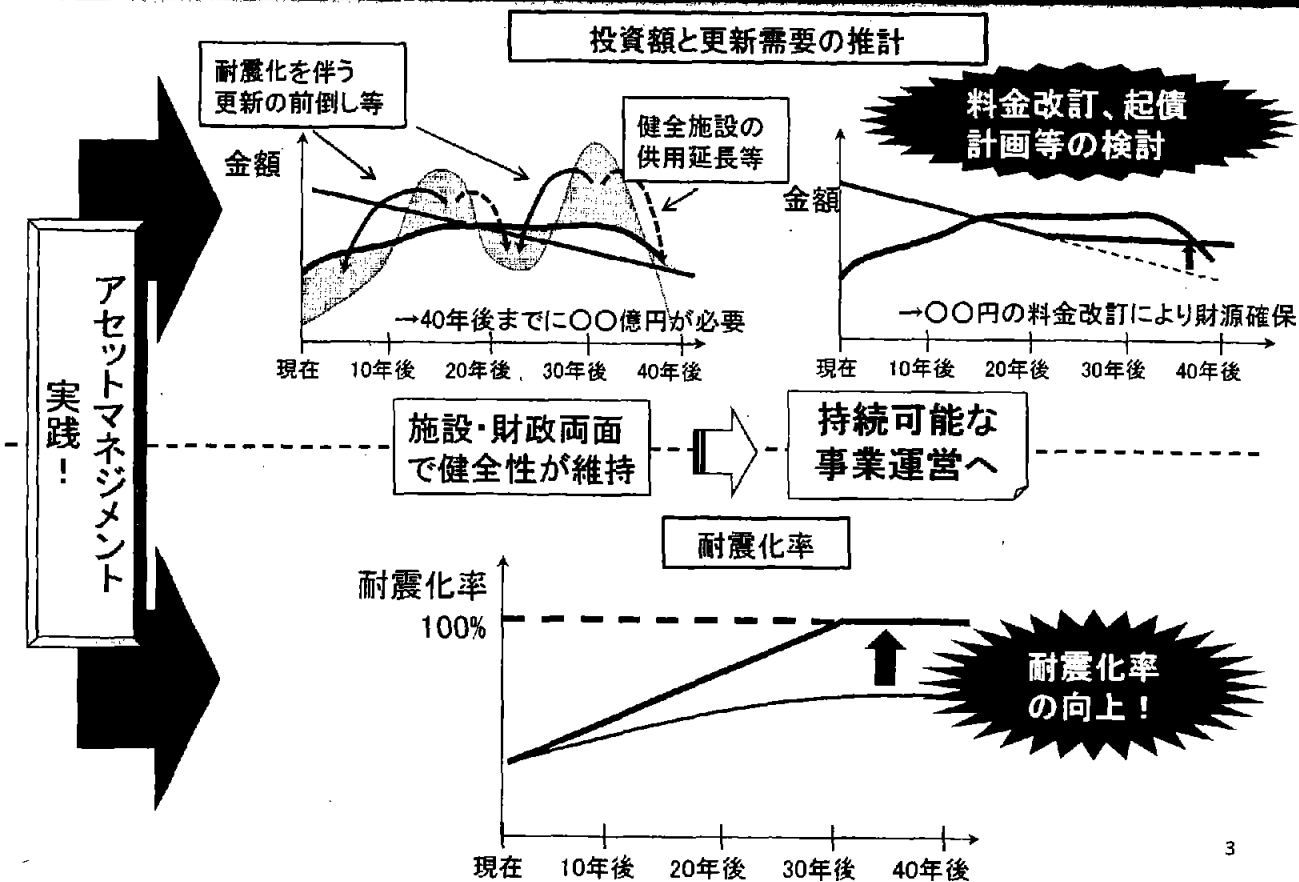 投資額と更新需要の推計
耐震化を伴う
更新の前倒し等
健全施設の
供用延長等
料金改訂、起債
計画等の検討
金額
→40年後までに〇〇億円が必要
現在 10年後 20年後 30年後 40年後
金額
→〇〇円の料金改訂により財源確保
現在 10年後 20年後 30年後 40年後
アセットマネジメント
実践！
施設・財政両面
で健全性が維持
持続可能な
事業運営へ
耐震化率
耐震化率
100%
耐震化率
の向上！
現在 10年後 20年後 30年後 40年後
3